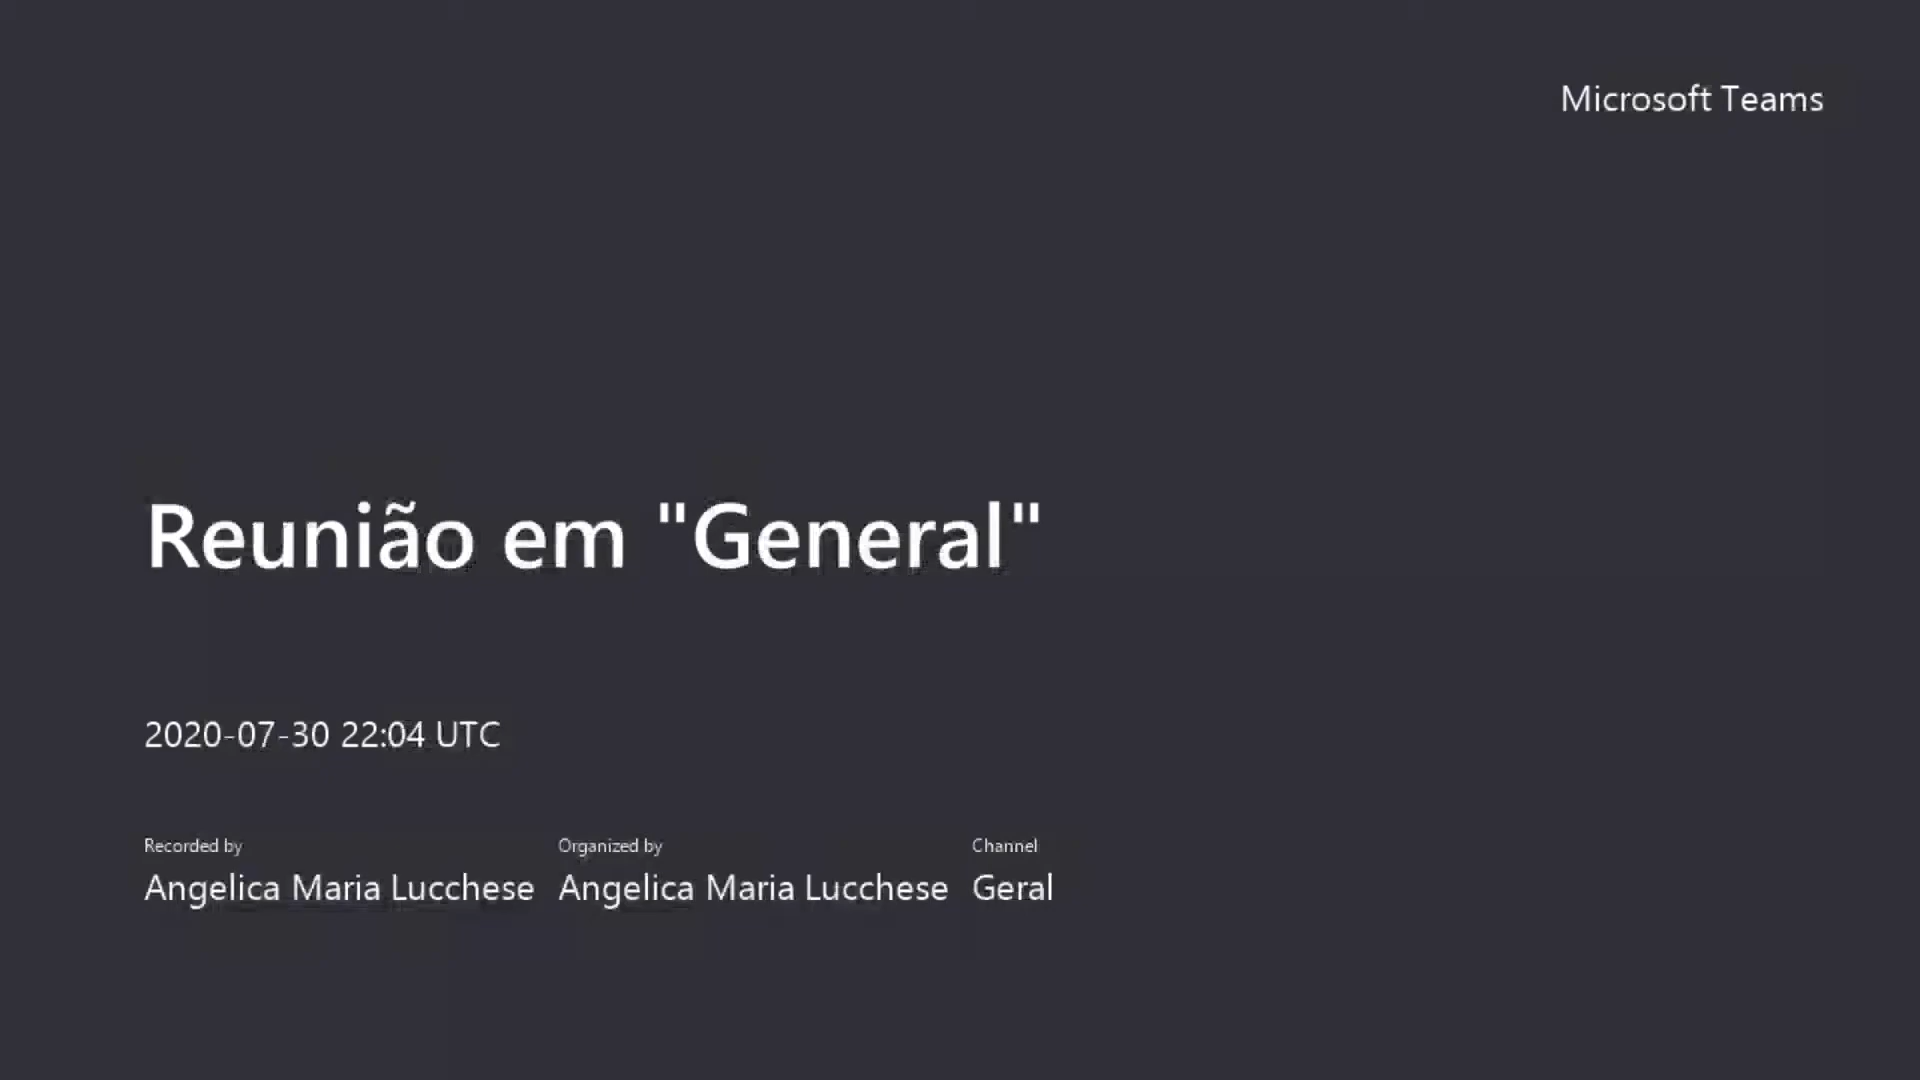 Microsoft Teams
Reunião em "General"
2020-07-30 22:04 UTC
Recorded by
Angelica Maria Lucchese
Organized by
Angelica Maria Lucchese
Channel
Geral